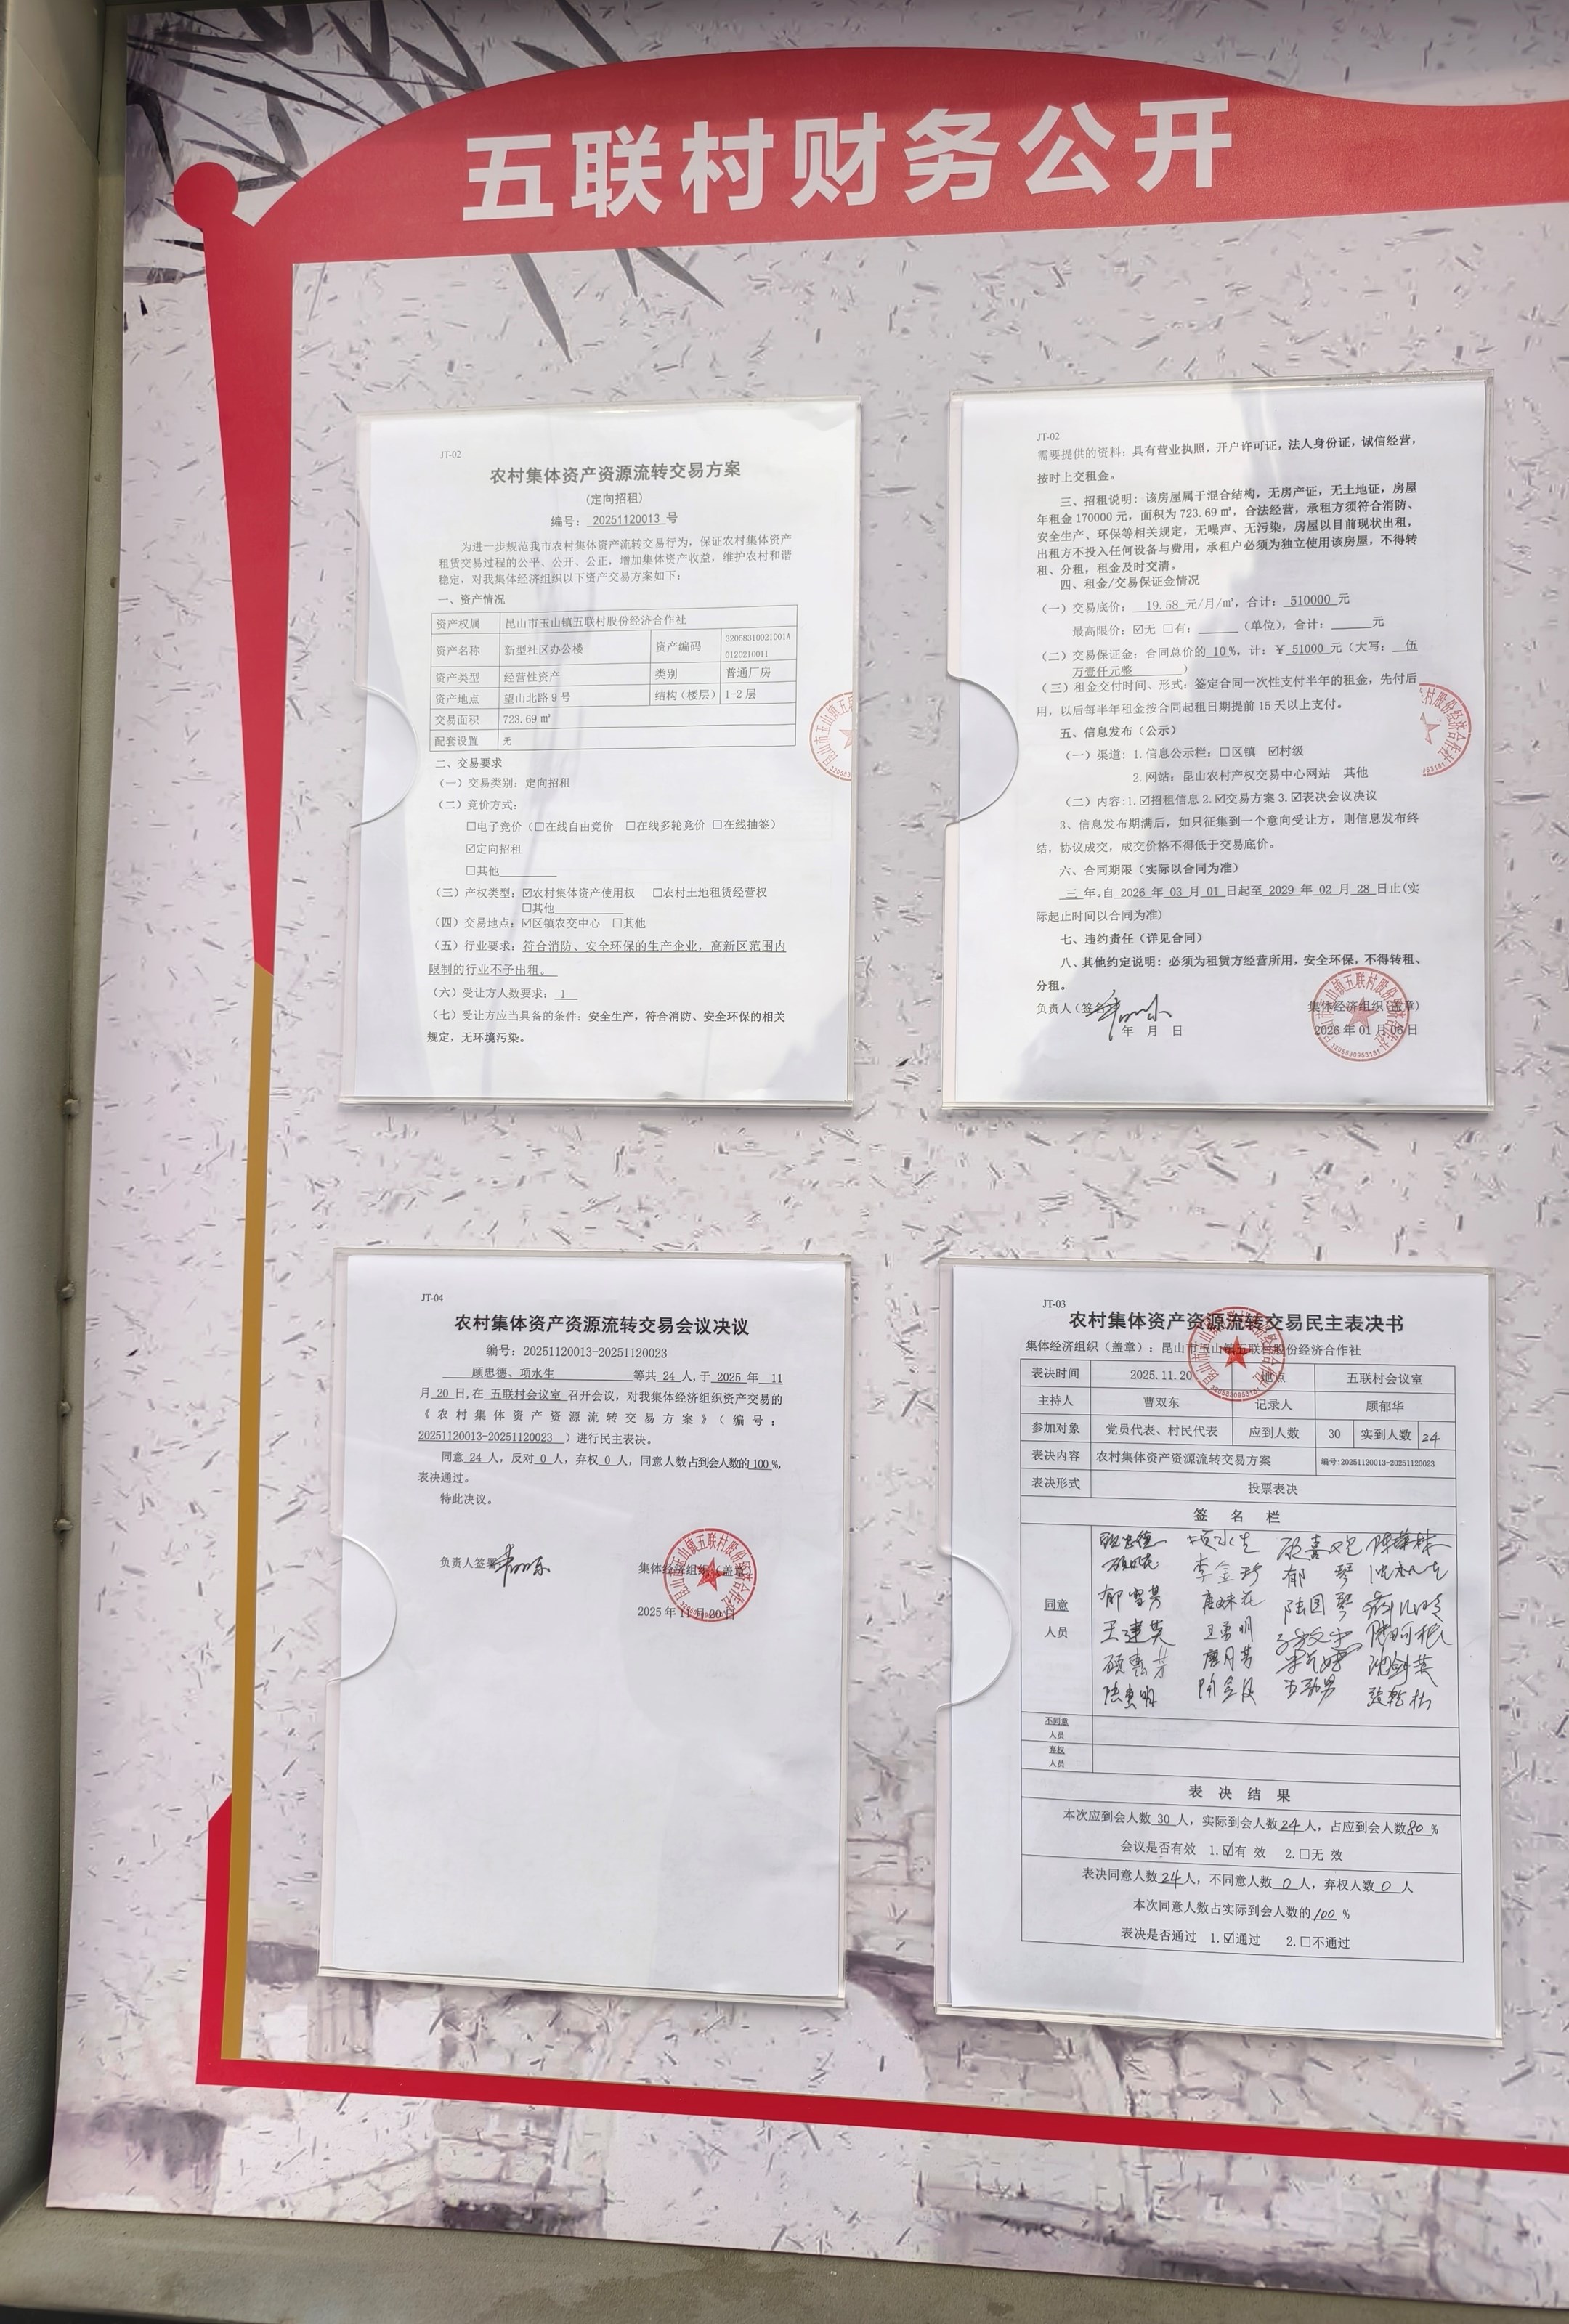 五联村财务公开
JT-02
农村集体资产资源流转交易方案
(定向招租)
编号: 20251120013 号
为进一步规范我市农村集体资产流转交易行为，保证农村集体资产
租赁交易过程的公平、公开、公正，增加集体资产收益，维护农村和谐
稳定，对我集体经济组织以下资产交易方案如下：
一、资产情况
资产权属 昆山市玉山镇五联村股份经济合作社
资产名称 新型社区办公楼 资产编码 32058310021001A
0120210011
资产类型 经营性资产 类别 普通厂房
资产地点 望山北路 9 号 结构（楼层） 1-2 层
交易面积 723.69 ㎡
配套设置 无
二、交易要求
（一）交易类别：定向招租
（二）竞价方式：
☐电子竞价（☐在线自由竞价 ☐在线多轮竞价 ☐在线抽签）
☑定向招租
☐其他
（三）产权类型：☑农村集体资产使用权 ☐农村土地租赁经营权
☐其他
（四）交易地点：☑区镇农交中心 ☐其他
（五）行业要求：符合消防、安全环保的生产企业，高新区范围内
限制的行业不予出租。
（六）受让方人数要求： 1
（七）受让方应当具备的条件：安全生产，符合消防、安全环保的相关
规定，无环境污染。
JT-02
需要提供的资料：具有营业执照，开户许可证，法人身份证，诚信经营，
按时上交租金。
三、招租说明：该房屋属于混合结构，无房产证，无土地证，房屋
年租金 170000 元，面积为 723.69 ㎡，合法经营，承租方须符合消防、
安全生产、环保等相关规定，无噪声、无污染，房屋以目前现状出租，
出租方不投入任何设备与费用，承租户必须为独立使用该房屋，不得转
租、分租，租金及时交清。
四、租金/交易保证金情况
（一）交易底价： 19.58 元/月/㎡，合计： 510000 元
最高限价：☑无 ☐有：______（单位），合计：______元
（二）交易保证金：合同总价的 10 %，计：￥ 51000 元（大写： 伍
万壹仟元整 ）
（三）租金交付时间、形式：签定合同一次性支付半年的租金，先付后
用，以后每半年租金按合同起租日期提前 15 天以上支付。
五、信息发布（公示）
（一）渠道：1.信息公示栏：☐区镇 ☑村级
2.网站：昆山农村产权交易中心网站 其他
（二）内容:1.☑招租信息 2.☑交易方案 3.☑表决会议决议
3、信息发布期满后，如只征集到一个意向受让方，则信息发布终
结，协议成交，成交价格不得低于交易底价。
六、合同期限（实际以合同为准）
三 年。自 2026 年 03 月 01 日起至 2029 年 02 月 28 日止(实
际起止时间以合同为准)
七、违约责任（详见合同）
八、其他约定说明：必须为租赁方经营所用，安全环保，不得转租、
分租。
负责人（签名） 集体经济组织(盖章)
年 月 日 2026 年 01 月 06 日
JT-04
农村集体资产资源流转交易会议决议
编号：20251120013-20251120023
顾忠德、项水生 等共 24 人,于 2025 年 11
月 20 日,在 五联村会议室 召开会议，对我集体经济组织资产交易的
《农村集体资产资源流转交易方案》（编号：
20251120013-20251120023 ）进行民主表决。
同意 24 人，反对 0 人，弃权 0 人，同意人数占到会人数的 100 %，
表决通过。
特此决议。
负责人签署 集体经济组织（盖章）
2025 年 11 月 20 日
JT-03
农村集体资产资源流转交易民主表决书
集体经济组织（盖章）：昆山市玉山镇五联村股份经济合作社
表决时间 2025.11.20 地点 五联村会议室
主持人 曹双东 记录人 顾郁华
参加对象 党员代表、村民代表 应到人数 30 实到人数 24
表决内容 农村集体资产资源流转交易方案 编号:20251120013-20251120023
表决形式 投票表决
签 名 栏
同意
人员
顾忠德 项水生
李金珍 郁琴
郁雪芳 唐妹花 陆国琴
王建英 王勇明
顾惠芳 唐月芳 沈剑英
不同意
人员
弃权
人员
表 决 结 果
本次应到会人数 30 人，实际到会人数 24 人，占应到会人数 80 %
会议是否有效 1.☑有 效 2.☐无 效
表决同意人数 24 人，不同意人数 0 人，弃权人数 0 人
本次同意人数占实际到会人数的 100 %
表决是否通过 1.☑通过 2.☐不通过